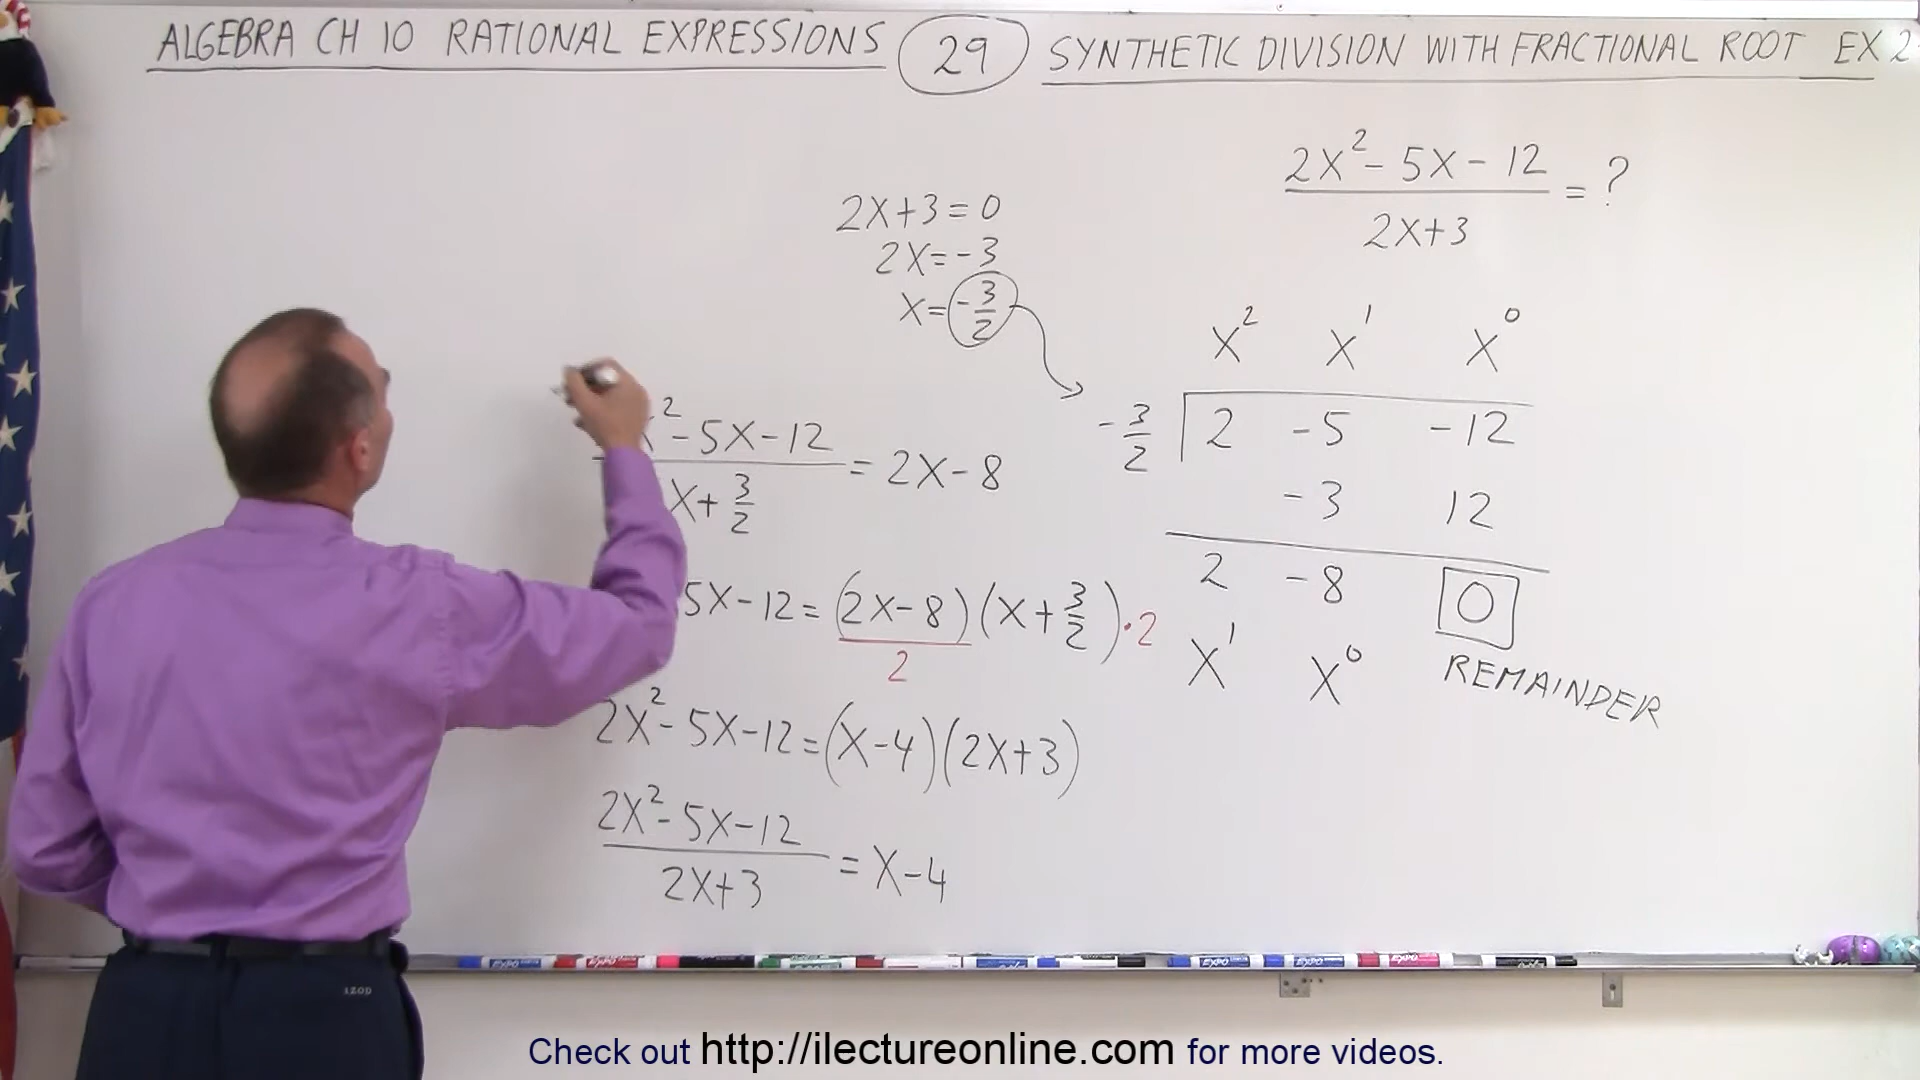 ALGEBRA CH 10 RATIONAL EXPRESSIONS 29 SYNTHETIC DIVISION WITH FRACTIONAL ROOT EX 2
2X² - 5X - 12
2X+3
= ?
2X+3=0
2X=-3
X= -3/2
X² X¹ X⁰
-3/2 2 -5 -12
-3 12
2 -8 0
X¹ X⁰
REMAINDER
X² - 5X - 12
X + 3/2
= 2X - 8
5X - 12 = (2X - 8)(X + 3/2) · 2
2
2X² - 5X - 12 = (X - 4)(2X + 3)
2X² - 5X - 12
2X+3
= X - 4
IZOD
EXPO
EXPO
EXPO
Check out http://ilectureonline.com for more videos.